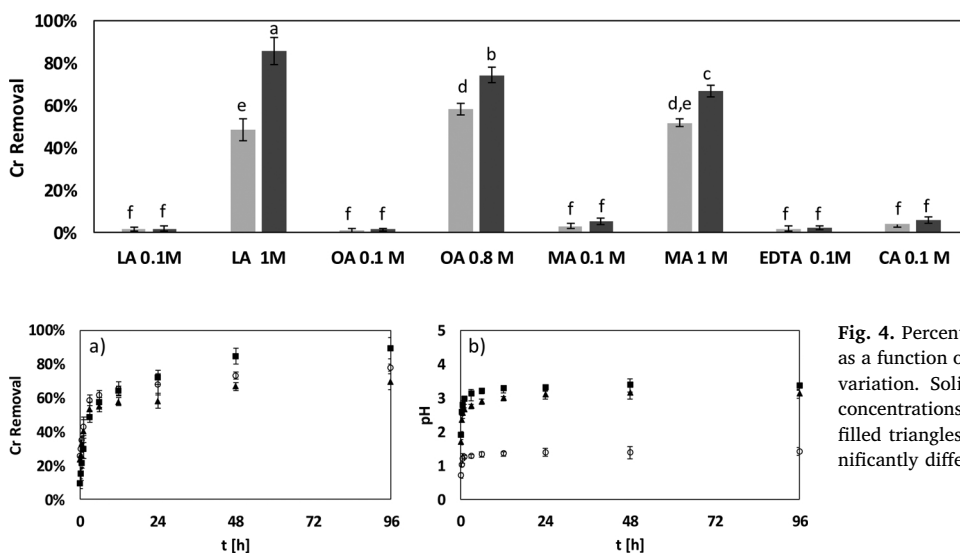 100%
80%
60%
40%
20%
0%
Cr Removal
f f e a f f d b f f d,e c f f f f
LA 0.1M LA 1M OA 0.1 M OA 0.8 M MA 0.1 M MA 1 M EDTA 0.1M CA 0.1 M
a)
100%
80%
60%
40%
20%
0%
Cr Removal
0 24 48 72 96
t [h]
b)
5
4
3
2
1
0
pH
0 24 48 72 96
t [h]
Fig. 4. Percent
as a function o
variation. Soli
concentrations
filled triangles
nificantly diffe